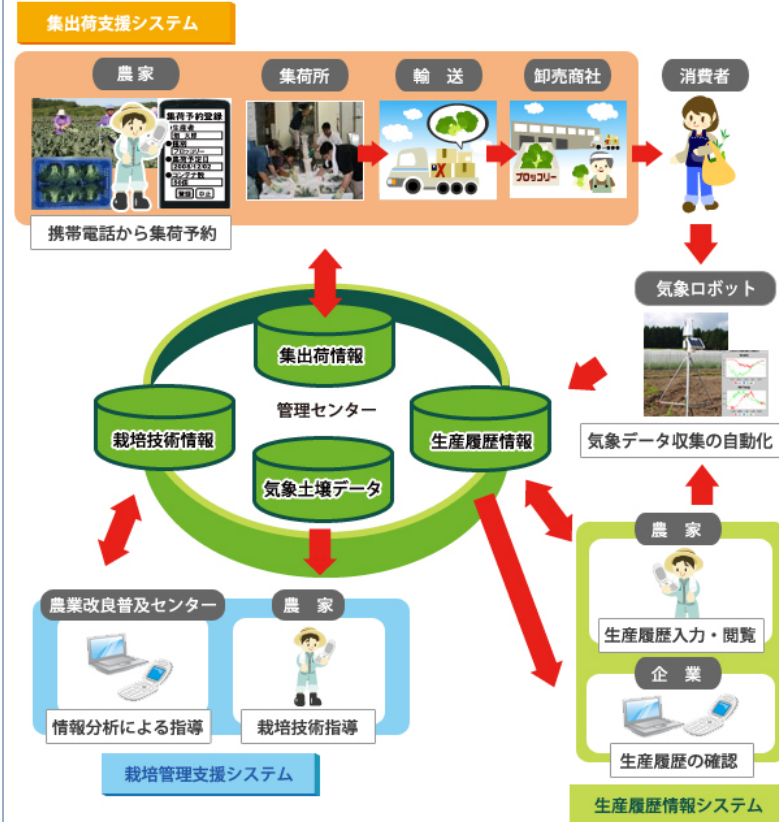 集出荷支援システム
農家
集荷所
輸送
卸売商社
消費者
集荷予約登録
ブロッコリー
携帯電話から集荷予約
気象ロボット
気象データ収集の自動化
集出荷情報
管理センター
栽培技術情報
生産履歴情報
気象土壌データ
農業改良普及センター
農家
情報分析による指導
栽培技術指導
栽培管理支援システム
農家
生産履歴入力・閲覧
企業
生産履歴の確認
生産履歴情報システム